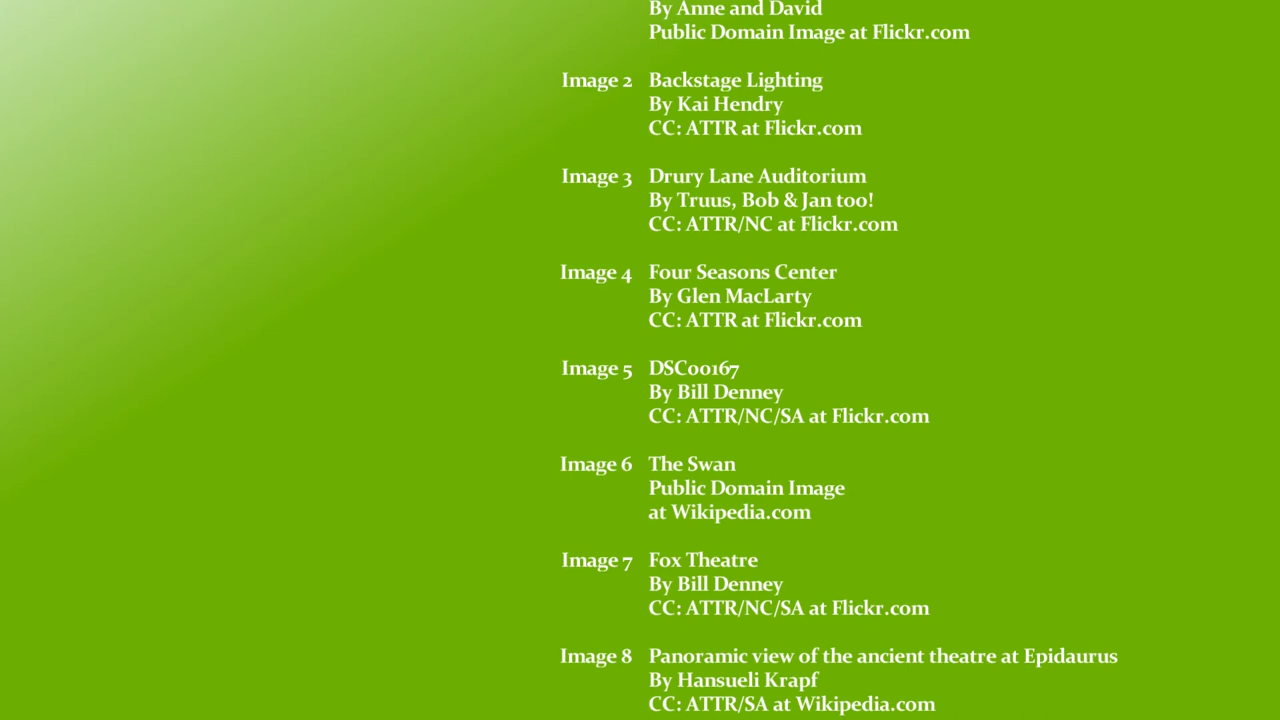 By Anne and David
Public Domain Image at Flickr.com
Image 2 Backstage Lighting
By Kai Hendry
CC: ATTR at Flickr.com
Image 3 Drury Lane Auditorium
By Truus, Bob & Jan too!
CC: ATTR/NC at Flickr.com
Image 4 Four Seasons Center
By Glen MacLarty
CC: ATTR at Flickr.com
Image 5 DSC00167
By Bill Denney
CC: ATTR/NC/SA at Flickr.com
Image 6 The Swan
Public Domain Image
at Wikipedia.com
Image 7 Fox Theatre
By Bill Denney
CC: ATTR/NC/SA at Flickr.com
Image 8 Panoramic view of the ancient theatre at Epidaurus
By Hansueli Krapf
CC: ATTR/SA at Wikipedia.com